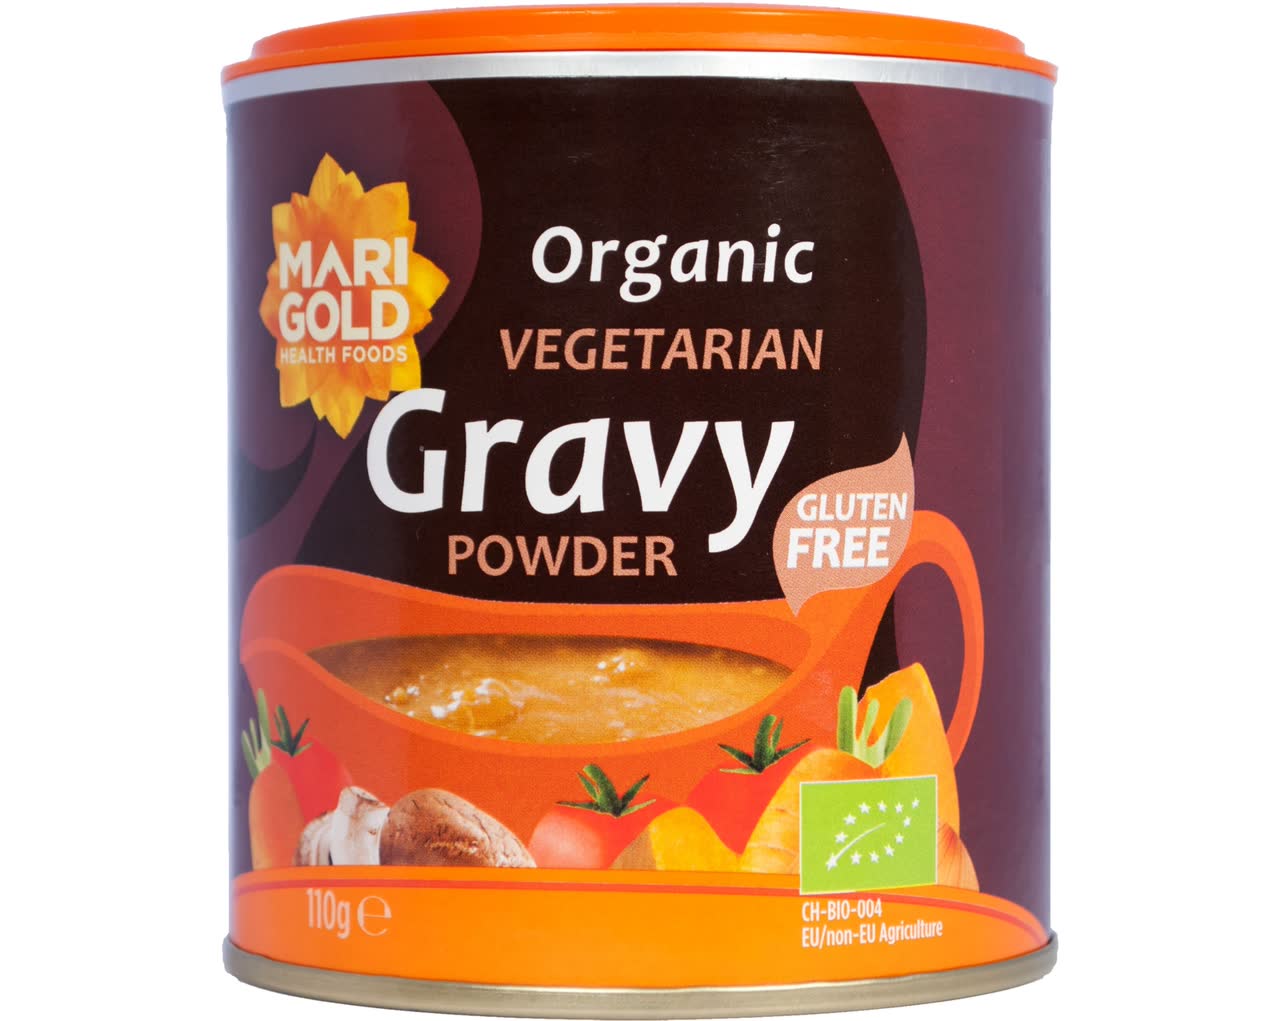 MARI
GOLD
HEALTH FOODS
Organic
VEGETARIAN
Gravy
POWDER
GLUTEN
FREE
110g ℮
CH-BIO-004
EU/non-EU Agriculture